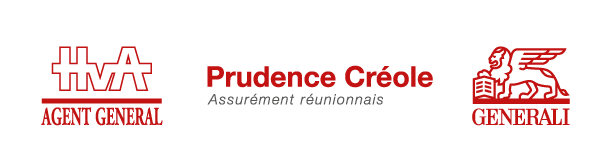 HVA
AGENT GENERAL
Prudence Créole
Assurément réunionnais
GENERALI